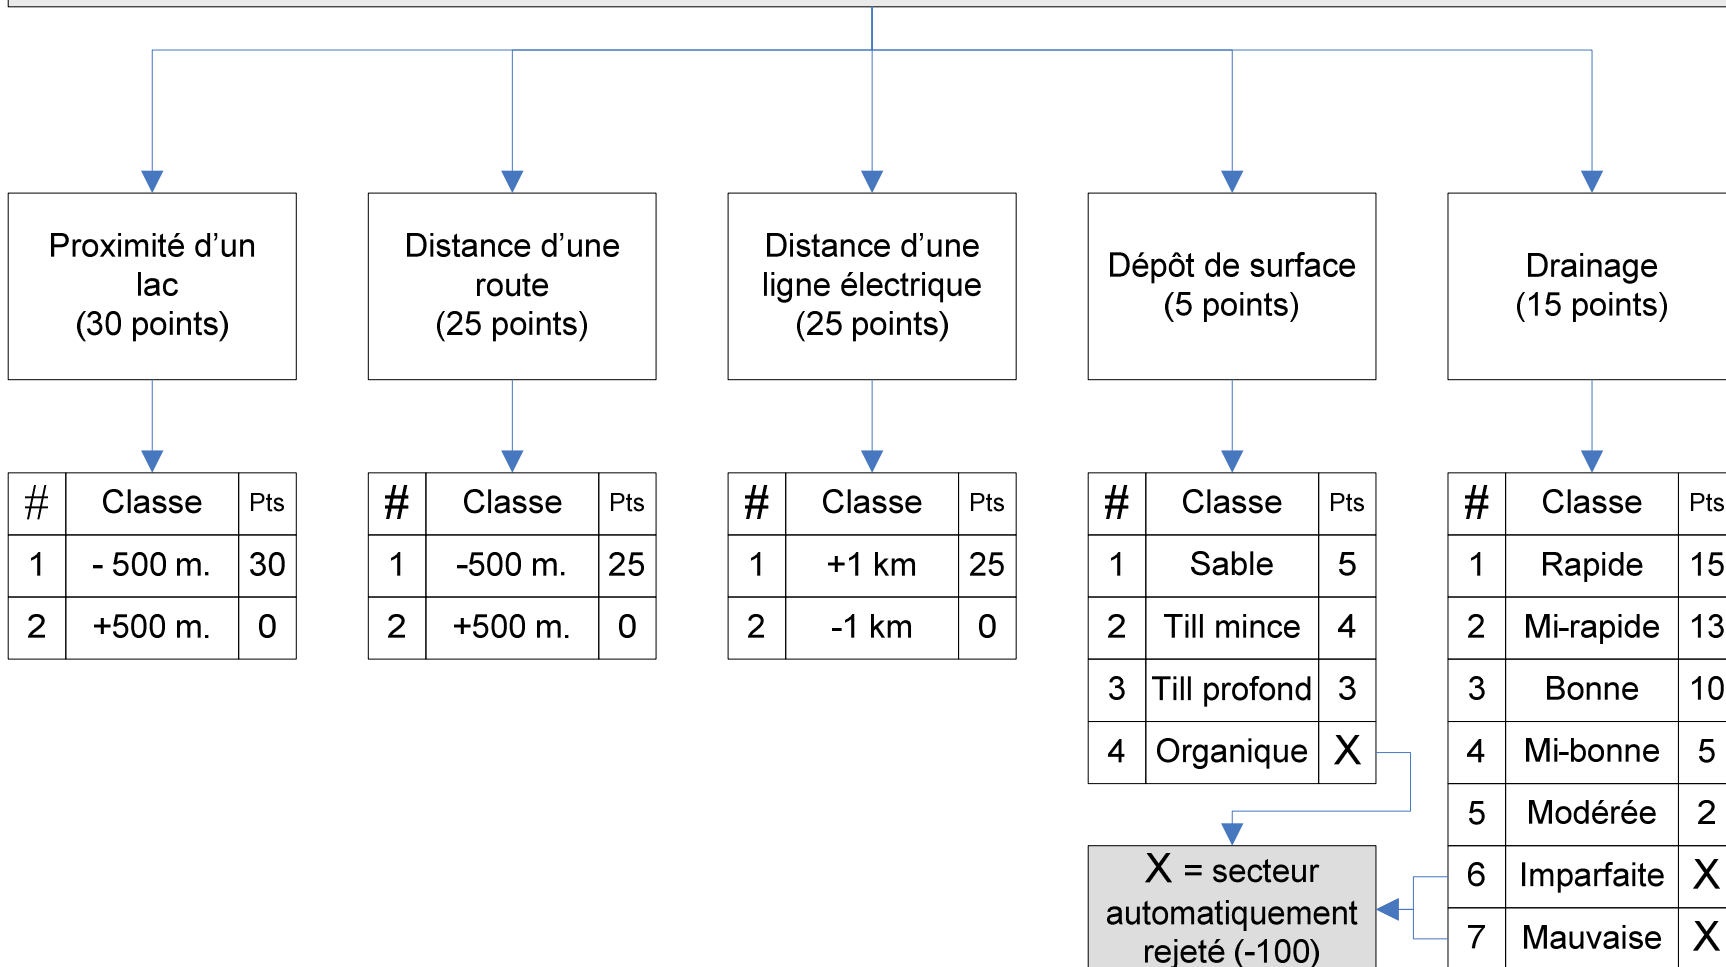 Proximité d’un
lac
(30 points)
Distance d’une
route
(25 points)
Distance d’une
ligne électrique
(25 points)
Dépôt de surface
(5 points)
Drainage
(15 points)
# Classe Pts
1 - 500 m. 30
2 +500 m. 0
# Classe Pts
1 -500 m. 25
2 +500 m. 0
# Classe Pts
1 +1 km 25
2 -1 km 0
# Classe Pts
1 Sable 5
2 Till mince 4
3 Till profond 3
4 Organique X
# Classe Pts
1 Rapide 15
2 Mi-rapide 13
3 Bonne 10
4 Mi-bonne 5
5 Modérée 2
6 Imparfaite X
7 Mauvaise X
X = secteur
automatiquement
rejeté (-100)